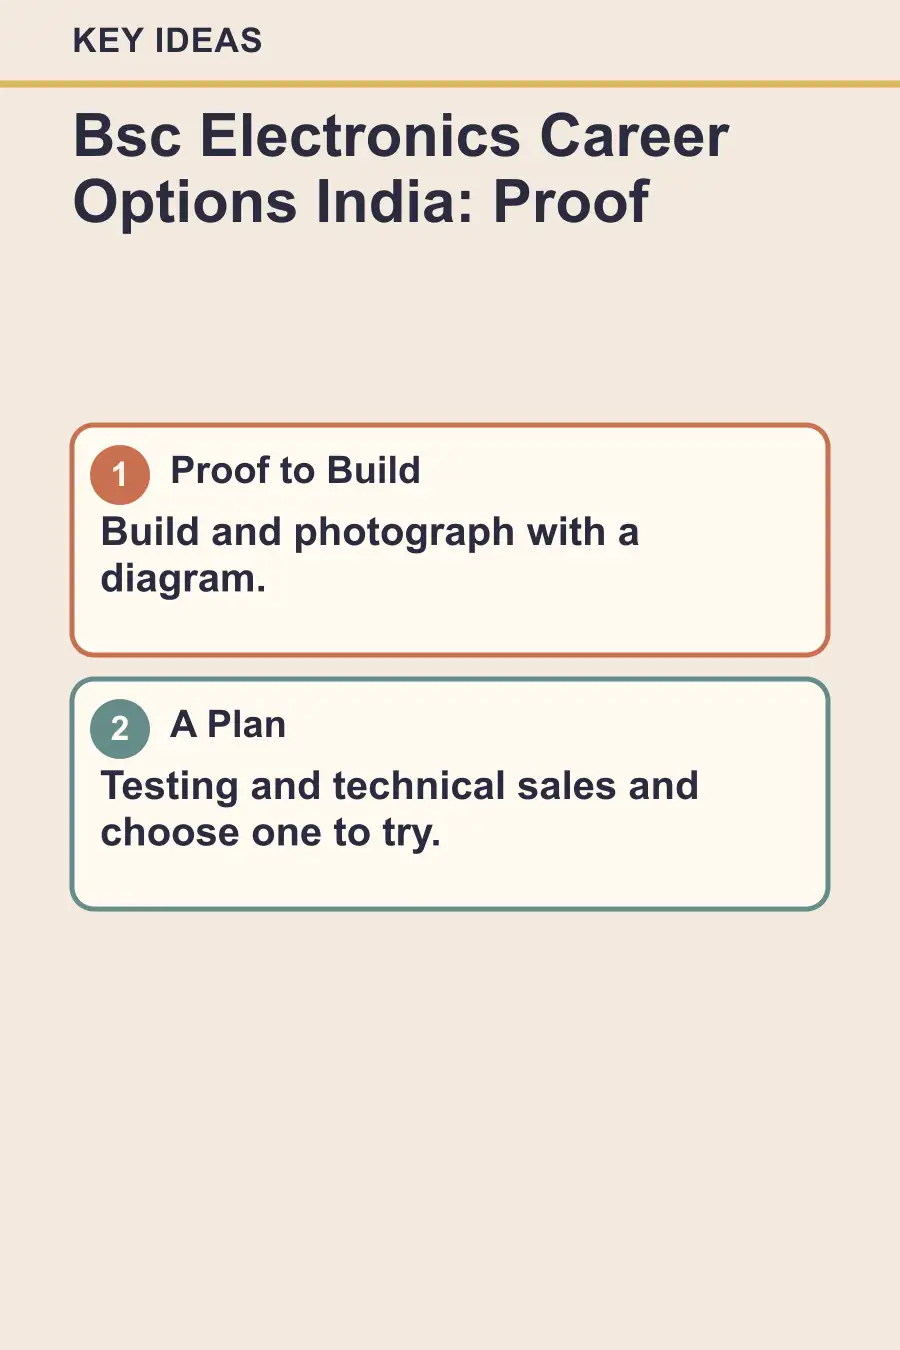 KEY IDEAS
Bsc Electronics Career
Options India: Proof
1 Proof to Build
Build and photograph with a
diagram.
2 A Plan
Testing and technical sales and
choose one to try.